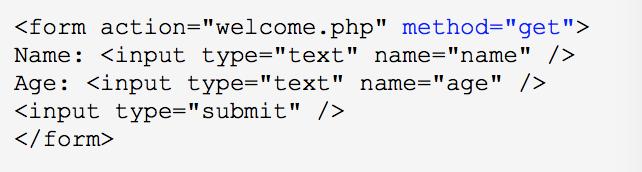 <form action="welcome.php" method="get">
Name: <input type="text" name="name" />
Age: <input type="text" name="age" />
<input type="submit" />
</form>